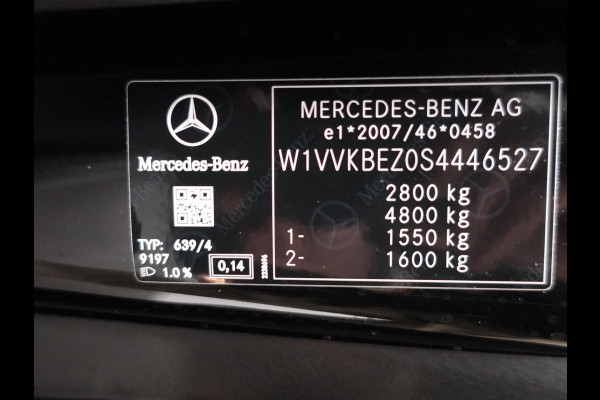 MERCEDES-BENZ AG
e1*2007/46*0458
W1VVKBEZ0S4446527
2800 kg
4800 kg
1- 1550 kg
2- 1600 kg
Mercedes-Benz
TYP: 639/4
9197
1.0 %
0,14